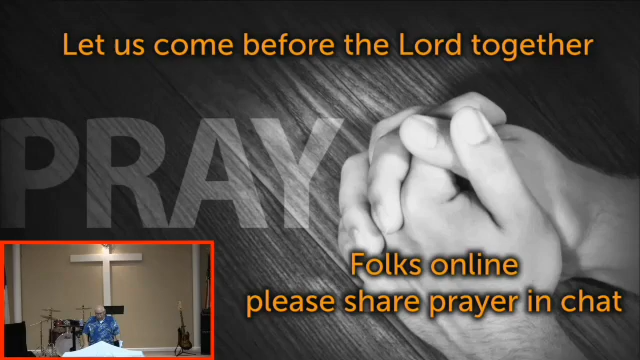 Let us come before the Lord together
PRAY
Folks online
please share prayer in chat